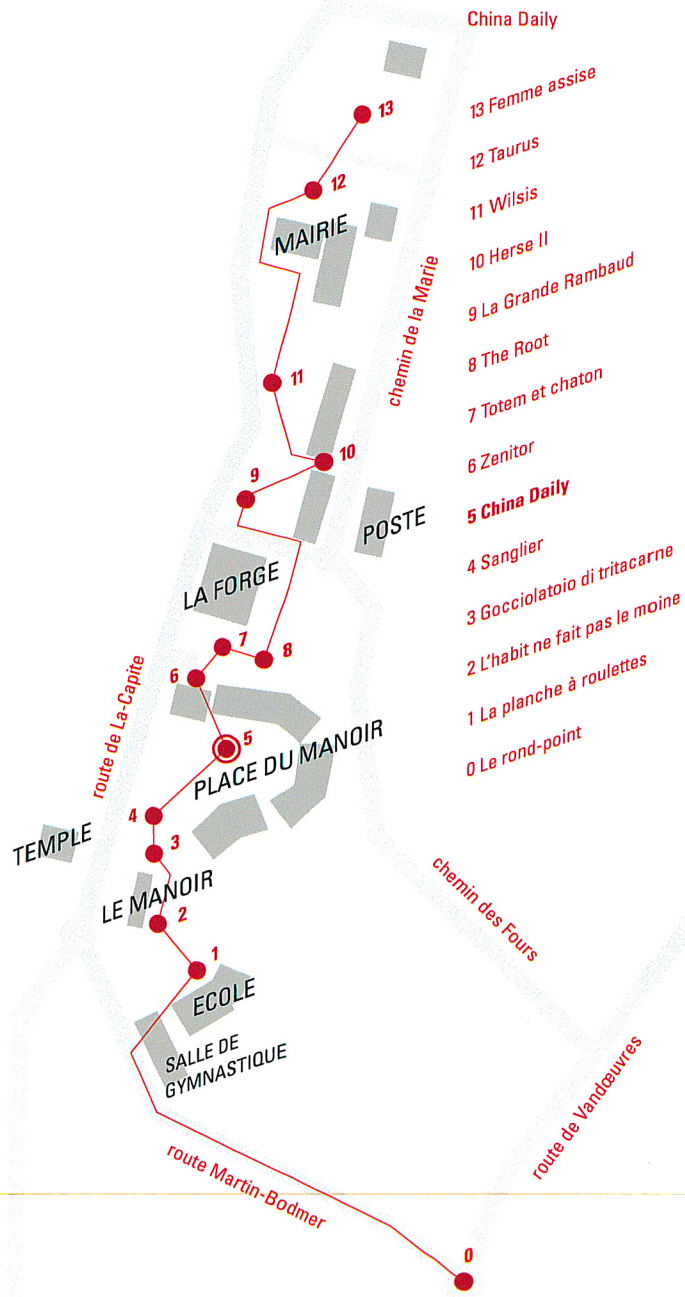 China Daily
13 Femme assise
12 Taurus
11 Wilsis
10 Herse II
9 La Grande Rambaud
8 The Root
7 Totem et chaton
6 Zenitor
5 China Daily
4 Sanglier
3 Gocciolatoio di tritacarne
2 L'habit ne fait pas le moine
1 La planche à roulettes
0 Le rond-point
13
12
MAIRIE
chemin de la Marie
11
10
9
POSTE
LA FORGE
7
8
6
route de La-Capite
5
PLACE DU MANOIR
4
TEMPLE
3
LE MANOIR
2
chemin des Fours
1
ECOLE
SALLE DE
GYMNASTIQUE
route de Vandœuvres
route Martin-Bodmer
0